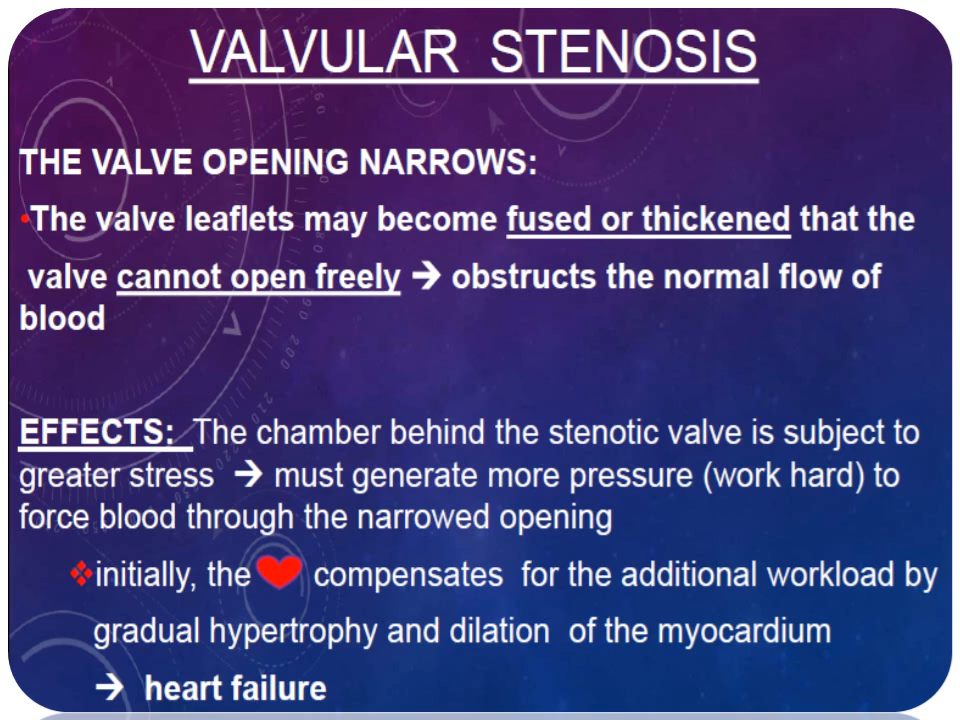 VALVULAR STENOSIS
THE VALVE OPENING NARROWS:
•The valve leaflets may become fused or thickened that the
valve cannot open freely ➔ obstructs the normal flow of
blood
EFFECTS: The chamber behind the stenotic valve is subject to
greater stress ➔ must generate more pressure (work hard) to
force blood through the narrowed opening
❖initially, the ♥ compensates for the additional workload by
gradual hypertrophy and dilation of the myocardium
➔ heart failure